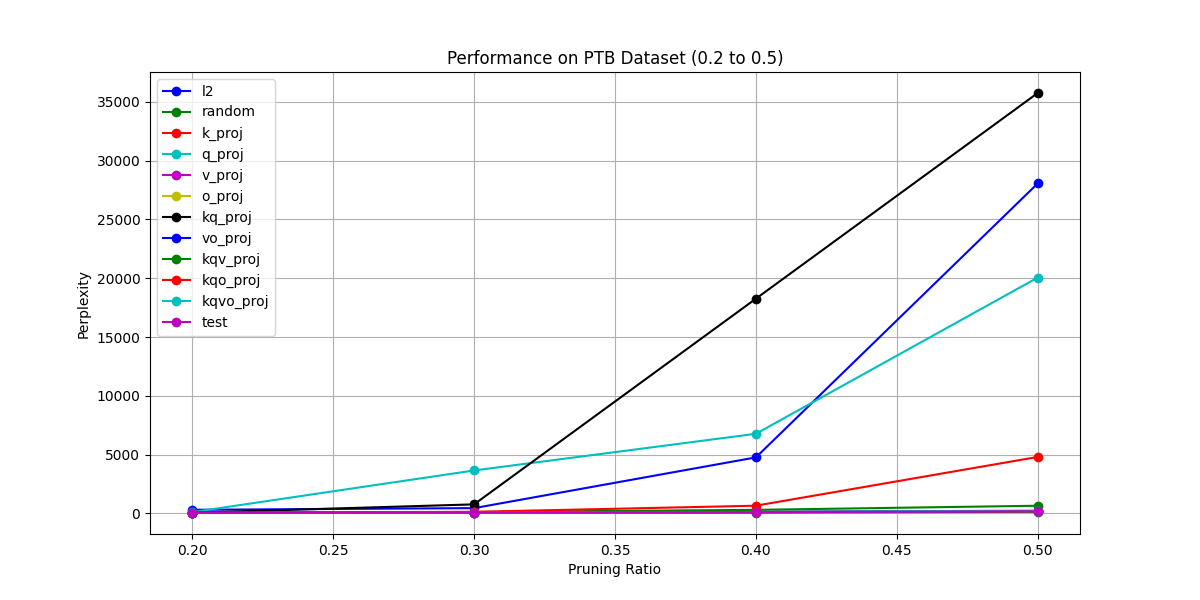 Performance on PTB Dataset (0.2 to 0.5)
l2
random
k_proj
q_proj
v_proj
o_proj
kq_proj
vo_proj
kqv_proj
kqo_proj
kqvo_proj
test
Perplexity
35000
30000
25000
20000
15000
10000
5000
0
0.20
0.25
0.30
0.35
0.40
0.45
0.50
Pruning Ratio